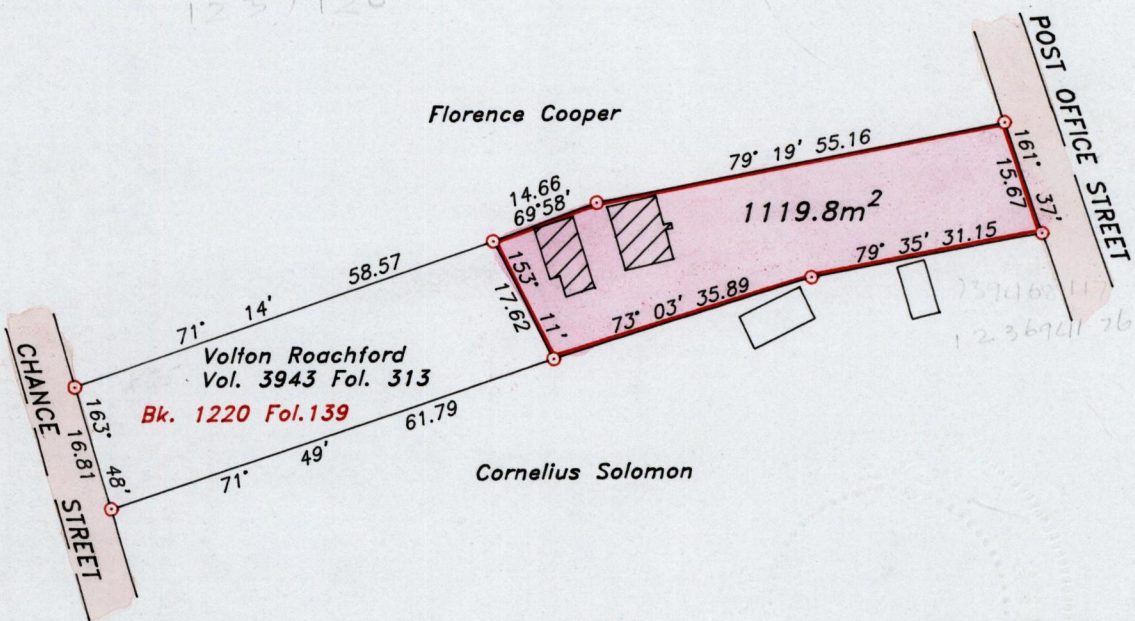 POST OFFICE STREET
Florence Cooper
79° 19' 55.16
161° 37'
15.67
14.66
69°58'
1119.8m²
79° 35' 31.15
58.57
153° 11'
17.62
73° 03' 35.89
71° 14'
Volton Roachford
Vol. 3943 Fol. 313
Bk. 1220 Fol.139
CHANCE STREET
163° 48'
16.81
61.79
71° 49'
Cornelius Solomon